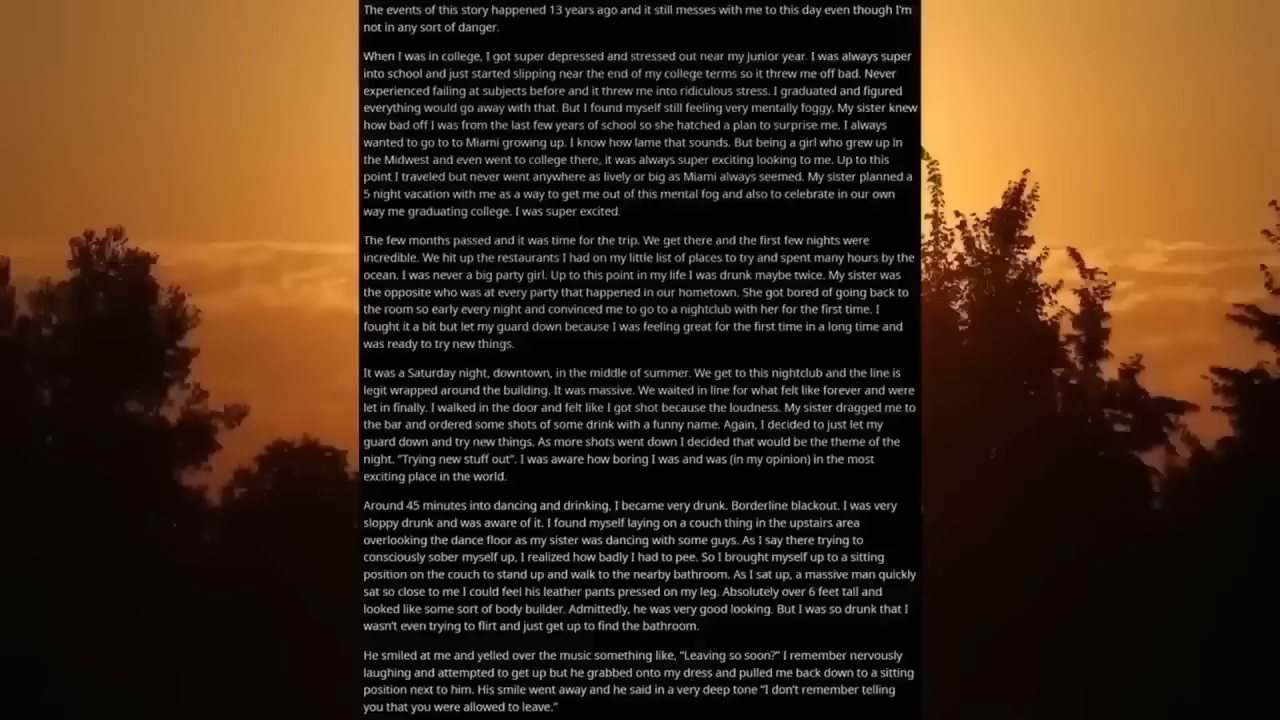 The events of this story happened 13 years ago and it still messes with me to this day even though I'm
not in any sort of danger.
When I was in college, I got super depressed and stressed out near my Junior year. I was always super
into school and just started slipping near the end of my college terms so it threw me off bad. Never
experienced failing at subjects before and it threw me into ridiculous stress. I graduated and figured
everything would go away with that. But I found myself still feeling very mentally foggy. My sister knew
how bad off I was from the last few years of school so she hatched a plan to surprise me. I always
wanted to go to to Miami growing up. I know how lame that sounds. But being a girl who grew up in
the Midwest and even went to college there, it was always super exciting looking to me. Up to this
point I traveled but never went anywhere as lively or big as Miami always seemed. My sister planned a
5 night vacation with me as a way to get me out of this mental fog and also to celebrate in our own
way me graduating college. I was super excited.
The few months passed and it was time for the trip. We get there and the first few nights were
incredible. We hit up the restaurants I had on my little list of places to try and spent many hours by the
ocean. I was never a big party girl. Up to this point in my life I was drunk maybe twice. My sister was
the opposite who was at every party that happened in our hometown. She got bored of going back to
the room so early every night and convinced me to go to a nightclub with her for the first time. I
fought it a bit but let my guard down because I was feeling great for the first time in a long time and
was ready to try new things.
It was a Saturday night, downtown, in the middle of summer. We get to this nightclub and the line is
legit wrapped around the building. It was massive. We waited in line for what felt like forever and were
let in finally. I walked in the door and felt like I got shot because the loudness. My sister dragged me to
the bar and ordered some shots of some drink with a funny name. Again, I decided to just let my
guard down and try new things. As more shots went down I decided that would be the theme of the
night. "Trying new stuff out". I was aware how boring I was and was (in my opinion) in the most
exciting place in the world.
Around 45 minutes into dancing and drinking, I became very drunk. Borderline blackout. I was very
sloppy drunk and was aware of it. I found myself laying on a couch thing in the upstairs area
overlooking the dance floor as my sister was dancing with some guys. As I say there trying to
consciously sober myself up, I realized how badly I had to pee. So I brought myself up to a sitting
position on the couch to stand up and walk to the nearby bathroom. As I sat up, a massive man quickly
sat so close to me I could feel his leather pants pressed on my leg. Absolutely over 6 feet tall and
looked like some sort of body builder. Admittedly, he was very good looking. But I was so drunk that I
wasn't even trying to flirt and just get up to find the bathroom.
He smiled at me and yelled over the music something like, "Leaving so soon?" I remember nervously
laughing and attempted to get up but he grabbed onto my dress and pulled me back down to a sitting
position next to him. His smile went away and he said in a very deep tone "I don't remember telling
you that you were allowed to leave."